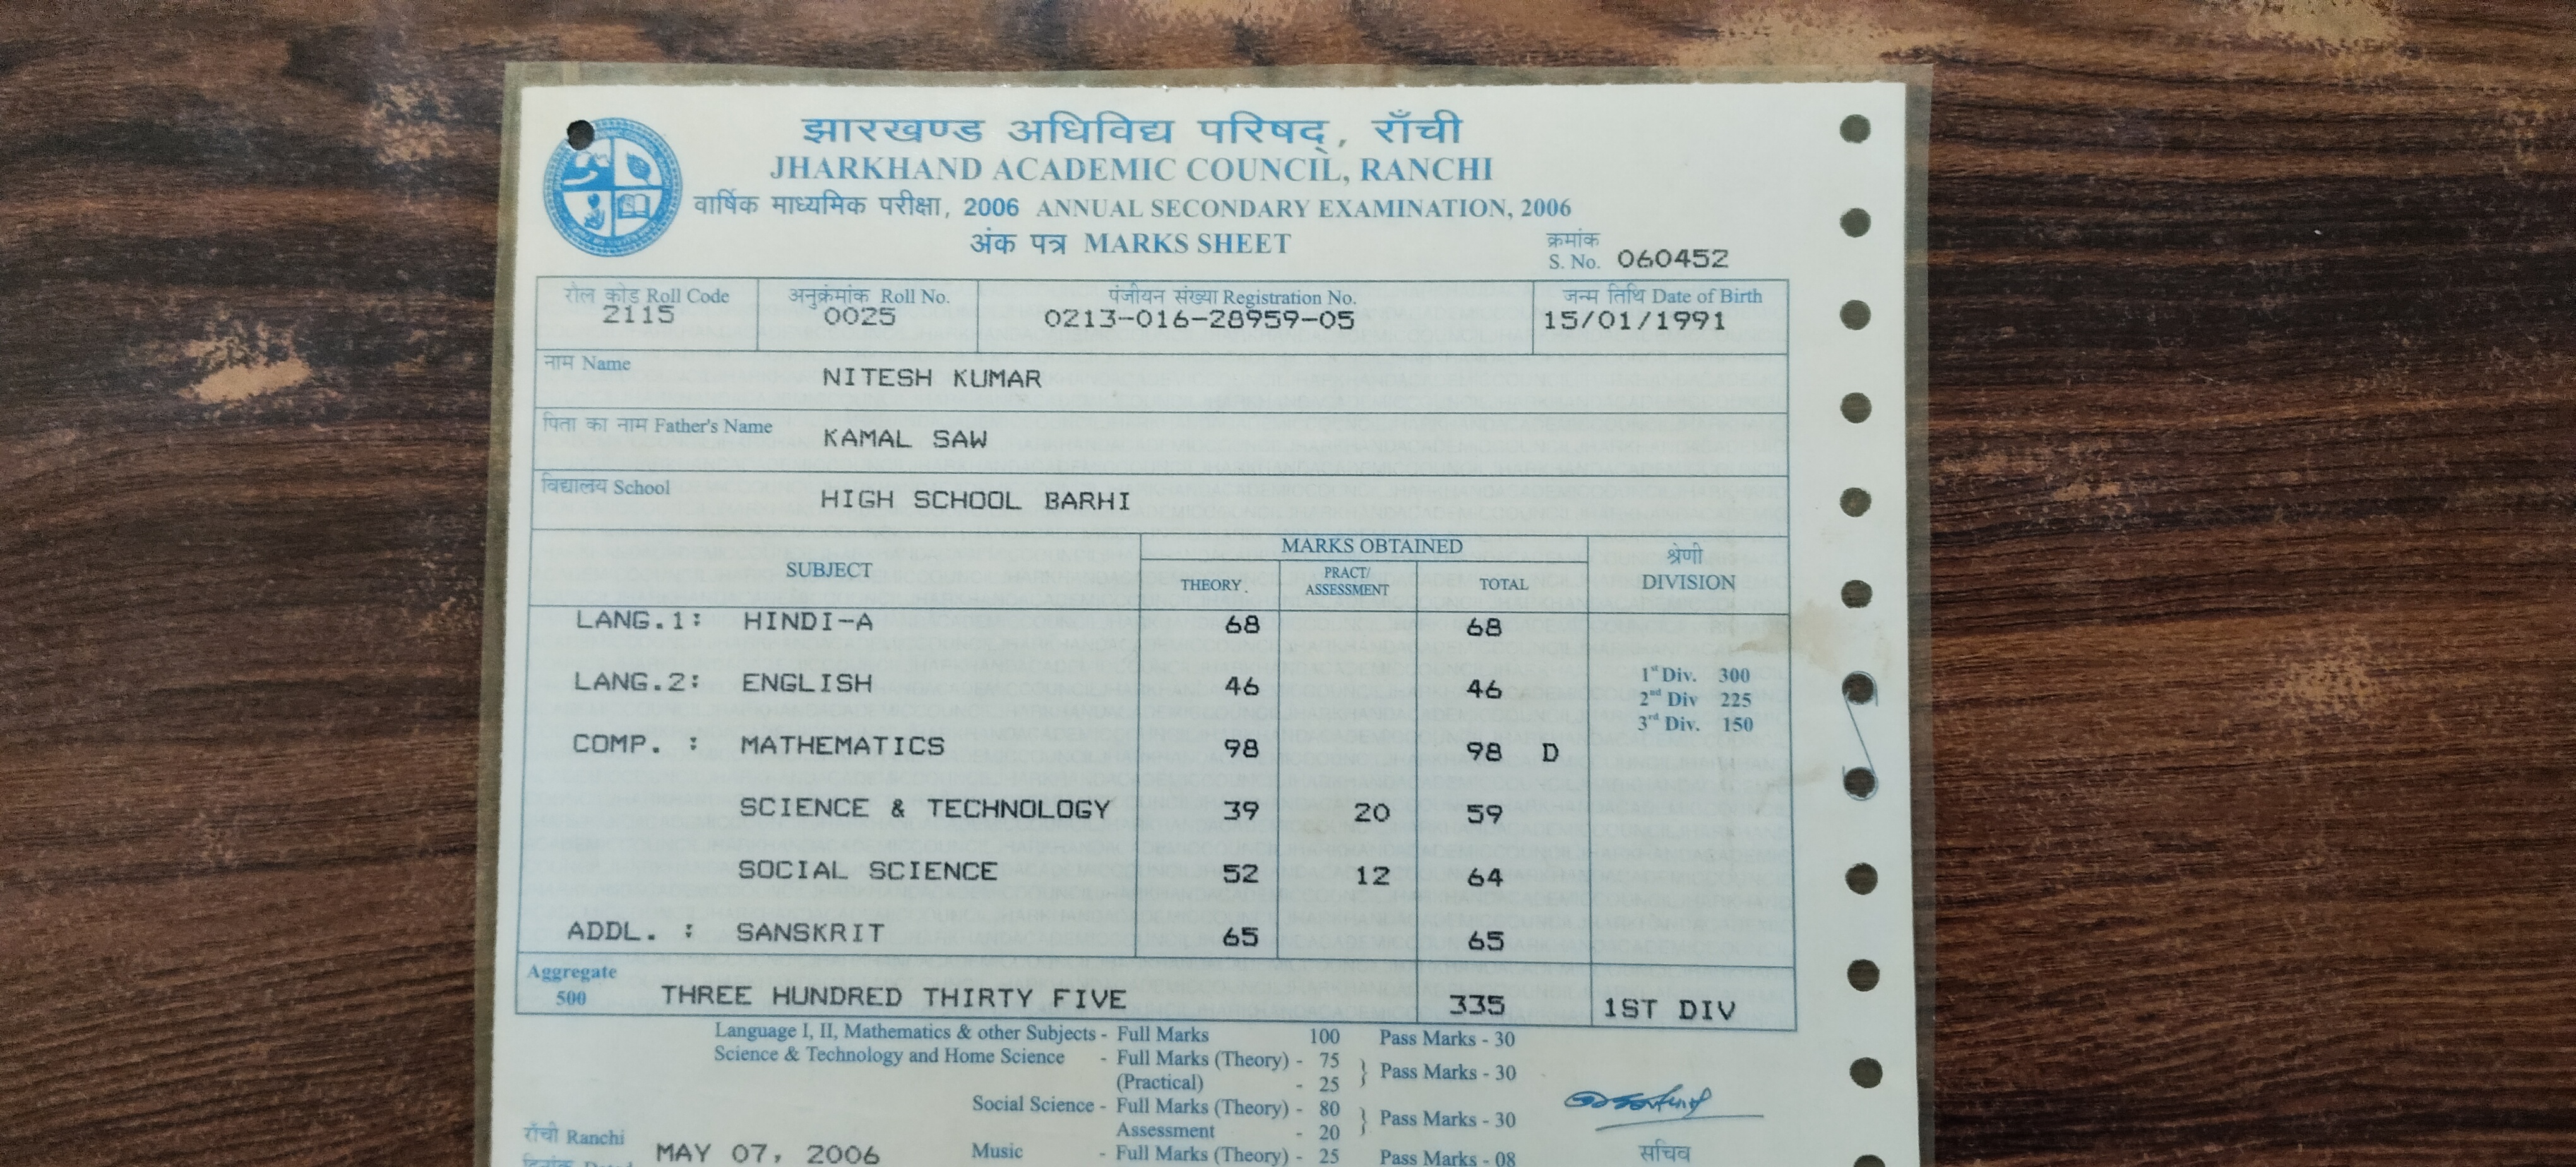 झारखण्ड अधिविद्य परिषद्, राँची
JHARKHAND ACADEMIC COUNCIL, RANCHI
वार्षिक माध्यमिक परीक्षा, 2006 ANNUAL SECONDARY EXAMINATION, 2006
अंक पत्र MARKS SHEET
क्रमांक
S. No. 060452
रौल कोड Roll Code अनुक्रमांक Roll No. पंजीयन संख्या Registration No. जन्म तिथि Date of Birth
2115 0025 0213-016-28959-05 15/01/1991
नाम Name NITESH KUMAR
पिता का नाम Father's Name KAMAL SAW
विद्यालय School HIGH SCHOOL BARHI
SUBJECT MARKS OBTAINED श्रेणी
THEORY. PRACT/ ASSESSMENT TOTAL DIVISION
LANG.1: HINDI-A 68 68
LANG.2: ENGLISH 46 46
1st Div. 300
2nd Div 225
3rd Div. 150
COMP. : MATHEMATICS 98 98 D
SCIENCE & TECHNOLOGY 39 20 59
SOCIAL SCIENCE 52 12 64
ADDL. : SANSKRIT 65 65
Aggregate
500 THREE HUNDRED THIRTY FIVE 335 1ST DIV
Language I, II, Mathematics & other Subjects - Full Marks 100 Pass Marks - 30
Science & Technology and Home Science - Full Marks (Theory) - 75
(Practical) - 25 } Pass Marks - 30
Social Science - Full Marks (Theory) - 80
Assessment - 20 } Pass Marks - 30
Music - Full Marks (Theory) - 25 Pass Marks - 08
राँची Ranchi
MAY 07, 2006
सचिव